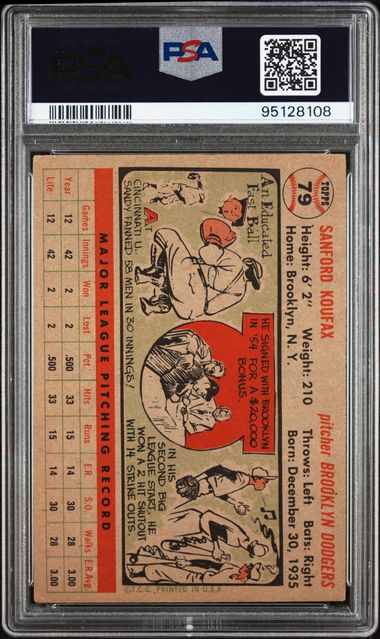 PSA
PSA
95128108
TOPPS
79
SANFORD KOUFAX
pitcher BROOKLYN DODGERS
Height: 6' 2" Weight: 210
Throws: Left Bats: Right
Home: Brooklyn, N. Y.
Born: December 30, 1935
An Educated
Fast Ball
AT
CINCINNATI U.,
SANDY FANNED 58 MEN IN 30 INNINGS!
HE SIGNED WITH BROOKLYN
IN '54 FOR A $20,000
BONUS.
IN HIS
SECOND BIG
LEAGUE START, HE
WON A 2 HIT SHUTOUT
WITH 14 STRIKE OUTS.
©T.C.G., PRINTED IN U.S.A.
MAJOR LEAGUE PITCHING RECORD
Games Innings Won Lost Pct. Hits Runs E.R. S.O. Walks E.R.Avg.
Year 12 42 2 2 .500 33 15 14 30 28 3.00
Life 12 42 2 2 .500 33 15 14 30 28 3.00